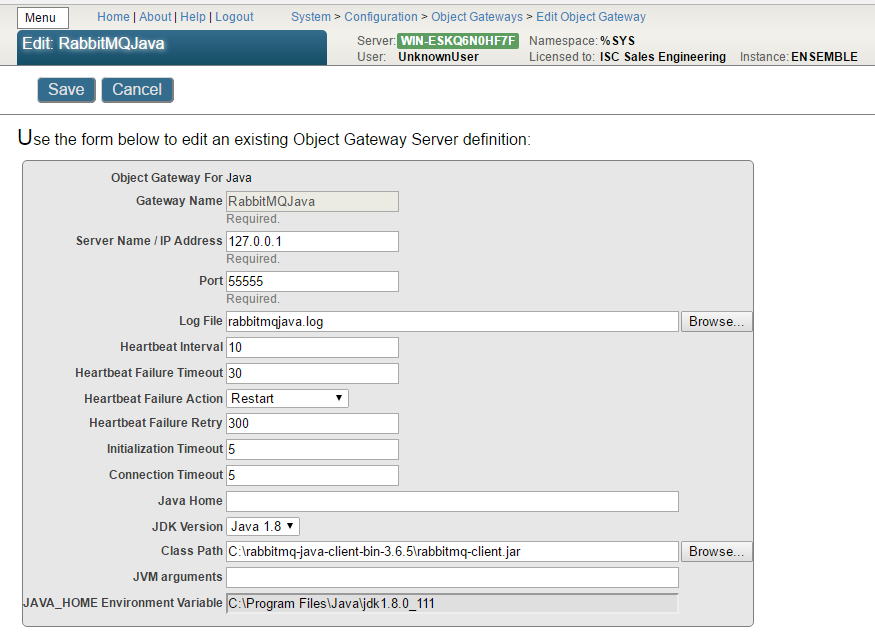 Menu Home | About | Help | Logout System > Configuration > Object Gateways > Edit Object Gateway
Edit: RabbitMQJava
Server: WIN-ESKQ6N0HF7F Namespace: %SYS
User: UnknownUser Licensed to: ISC Sales Engineering Instance: ENSEMBLE
Save Cancel
Use the form below to edit an existing Object Gateway Server definition:
Object Gateway For Java
Gateway Name RabbitMQJava
Required.
Server Name / IP Address 127.0.0.1
Required.
Port 55555
Required.
Log File rabbitmqjava.log Browse...
Heartbeat Interval 10
Heartbeat Failure Timeout 30
Heartbeat Failure Action Restart
Heartbeat Failure Retry 300
Initialization Timeout 5
Connection Timeout 5
Java Home
JDK Version Java 1.8
Class Path C:\rabbitmq-java-client-bin-3.6.5\rabbitmq-client.jar Browse...
JVM arguments
JAVA_HOME Environment Variable C:\Program Files\Java\jdk1.8.0_111